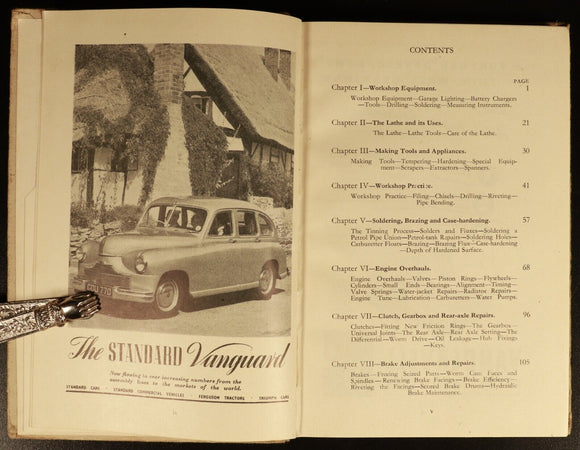 GDU 770
The STANDARD Vanguard
Now flowing in ever increasing numbers from the
assembly lines to the markets of the world.
STANDARD CARS · STANDARD COMMERCIAL VEHICLES FERGUSON TRACTORS · TRIUMPH CARS
CONTENTS
PAGE
Chapter I—Workshop Equipment. 1
Workshop Equipment—Garage Lighting—Battery Chargers
—Tools—Drilling—Soldering—Measuring Instruments.
Chapter II—The Lathe and its Uses. 21
The Lathe—Lathe Tools—Care of the Lathe.
Chapter III—Making Tools and Appliances. 30
Making Tools—Tempering—Hardening—Special Equip-
ment—Scrapers—Extractors—Spanners.
Chapter IV—Workshop Practice. 41
Workshop Practice—Filing—Chisels—Drilling—Riveting—
Pipe Bending.
Chapter V—Soldering, Brazing and Case-hardening. 57
The Tinning Process—Solders and Fluxes—Soldering a
Petrol Pipe Union—Petrol-tank Repairs—Soldering Holes—
Carburetter Floats—Brazing—Brazing Flux—Case-hardening
—Depth of Hardened Surface.
Chapter VI—Engine Overhauls. 68
Engine Overhauls—Valves—Piston Rings—Flywheels—
Cylinders—Small Ends—Bearings—Alignment—Timing—
Valve Springs—Water-jacket Repairs—Radiator Repairs—
Engine Tune—Lubrication—Carburetters—Water Pumps.
Chapter VII—Clutch, Gearbox and Rear-axle Repairs. 96
Clutches—Fitting New Friction Rings—The Gearbox—
Universal Joints—The Rear Axle—Rear Axle Setting—The
Differential—Worm Drive—Oil Leakage—Hub Fixings
—Keys.
Chapter VIII—Brake Adjustments and Repairs. 105
Brakes—Freeing Seized Parts—Worn Cam Faces and
Spindles—Renewing Brake Facings—Brake Efficiency—
Riveting the Facings—Scored Brake Drums—Hydraulic
Brake Maintenance.
v